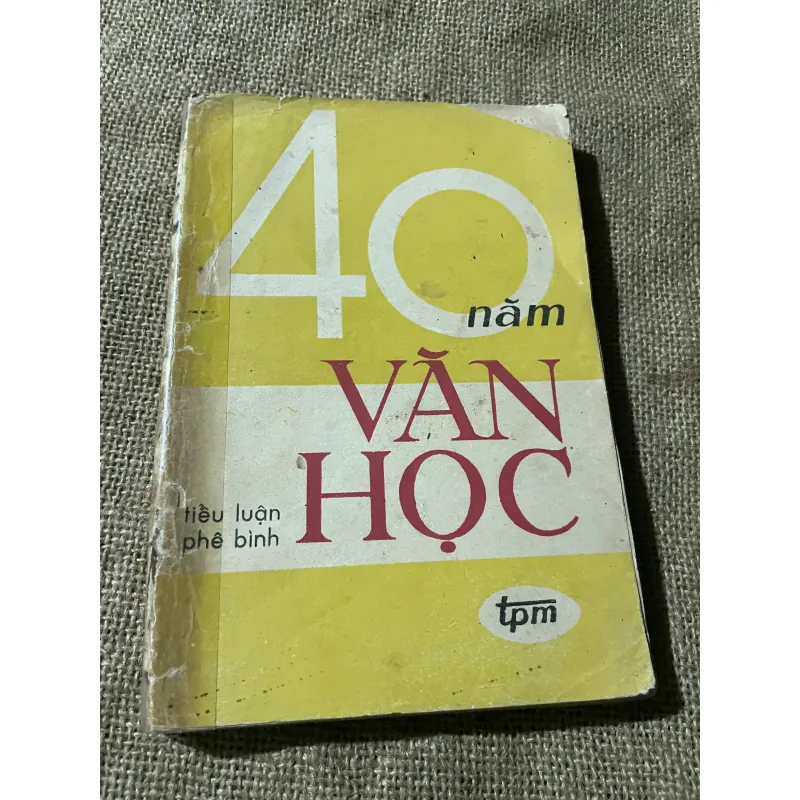 40
năm
VĂN
HỌC
tiểu luận
phê bình
tpm